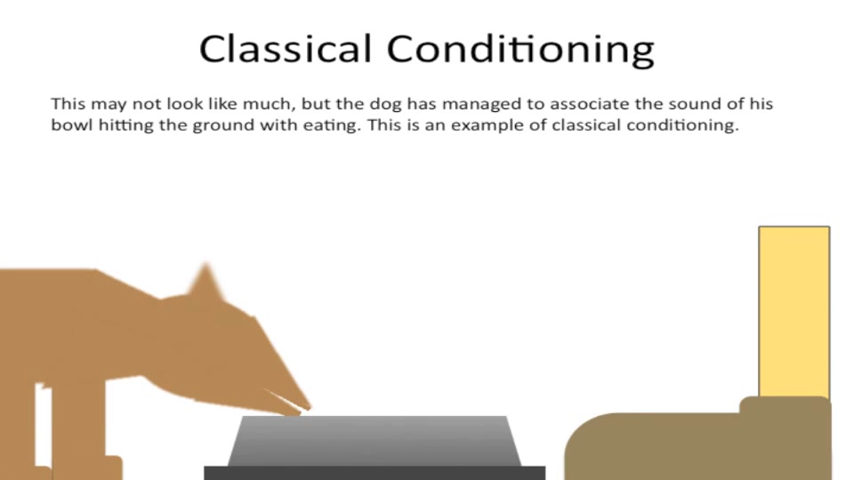 Classical Conditioning
This may not look like much, but the dog has managed to associate the sound of his
bowl hitting the ground with eating. This is an example of classical conditioning.